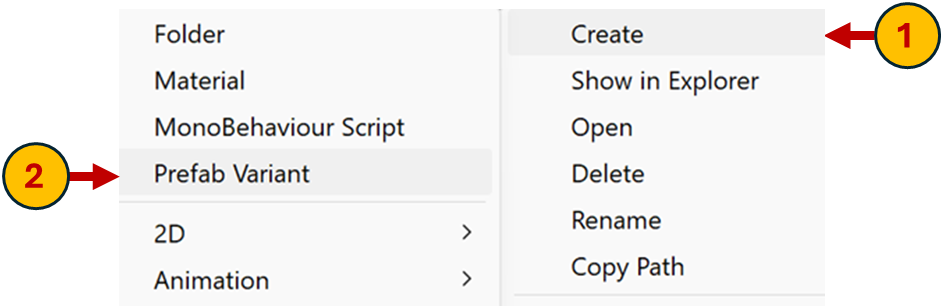 Folder
Material
MonoBehaviour Script
Prefab Variant
2D
Animation
Create
Show in Explorer
Open
Delete
Rename
Copy Path
1
2